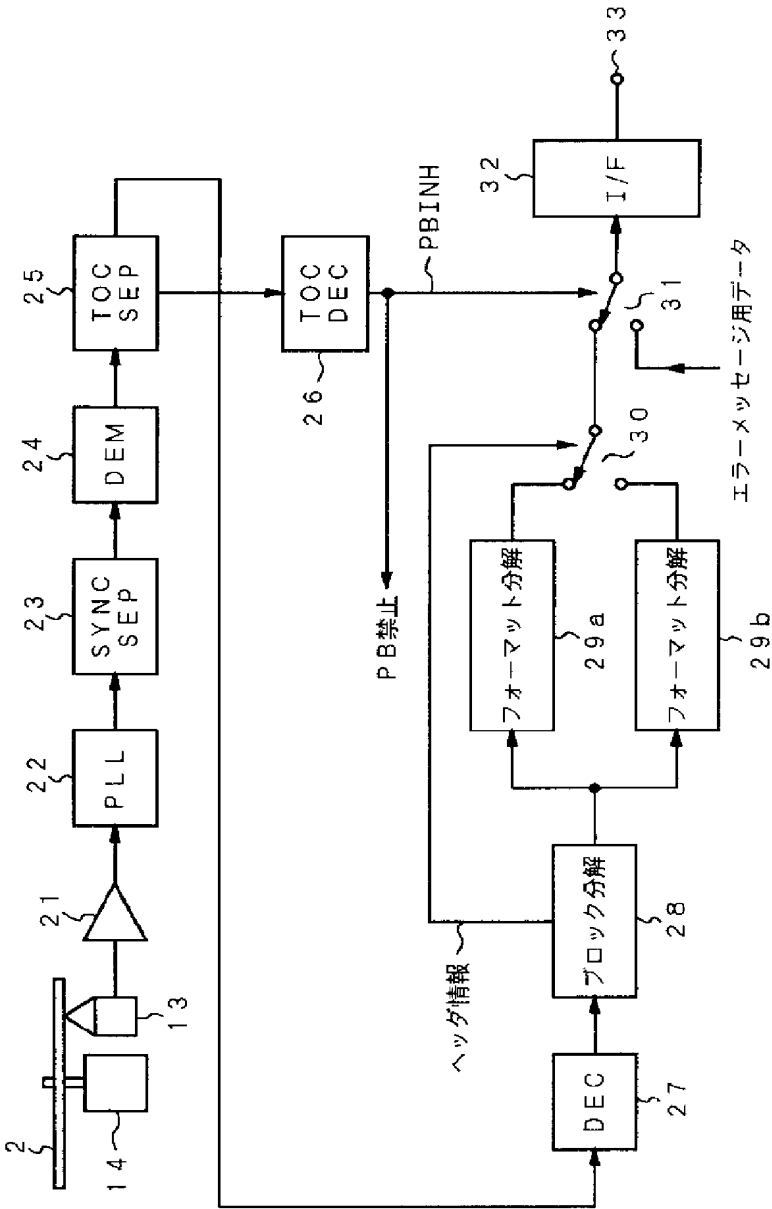 2
14
13
21
22
PLL
23
SYNC
SEP
24
DEM
25
TOC
SEP
26
TOC
DEC
PB禁止
PBINH
27
DEC
28
ブロック分解
ヘッダ情報
フォーマット分解
29a
フォーマット分解
29b
30
31
エラーメッセージ用データ
32
I/F
33